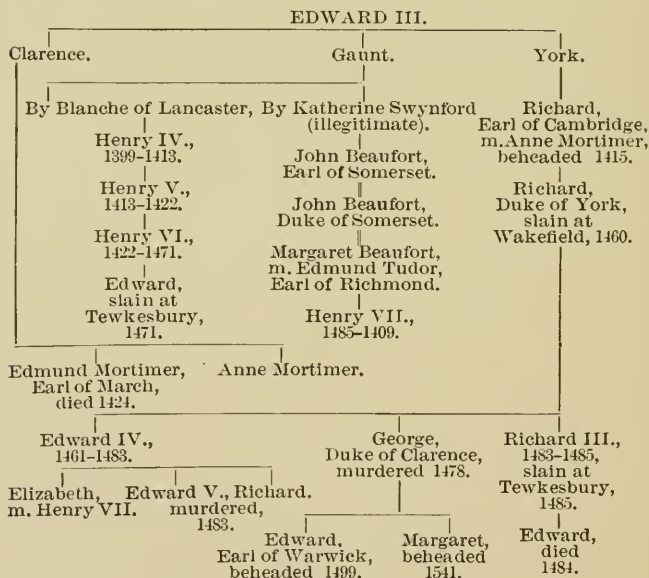 EDWARD III.
Clarence. Gaunt. York.
By Blanche of Lancaster, By Katherine Swynford Richard,
(illegitimate). Earl of Cambridge,
Henry IV., m. Anne Mortimer,
1399-1413. John Beaufort, beheaded 1415.
Earl of Somerset.
Henry V., Richard,
1413-1422. John Beaufort, Duke of York,
Duke of Somerset. slain at
Henry VI., Wakefield, 1460.
1422-1471. Margaret Beaufort,
m. Edmund Tudor,
Edward, Earl of Richmond.
slain at
Tewkesbury, Henry VII.,
1471. 1485-1409.
Edmund Mortimer, Anne Mortimer.
Earl of March,
died 1424.
Edward IV., George, Richard III.,
1461-1483. Duke of Clarence, 1483-1485,
murdered 1478. slain at
Elizabeth, Edward V., Richard. Tewkesbury,
m. Henry VII. murdered, 1485.
1483.
Edward, Margaret, Edward,
Earl of Warwick, beheaded died
beheaded 1499. 1541. 1484.